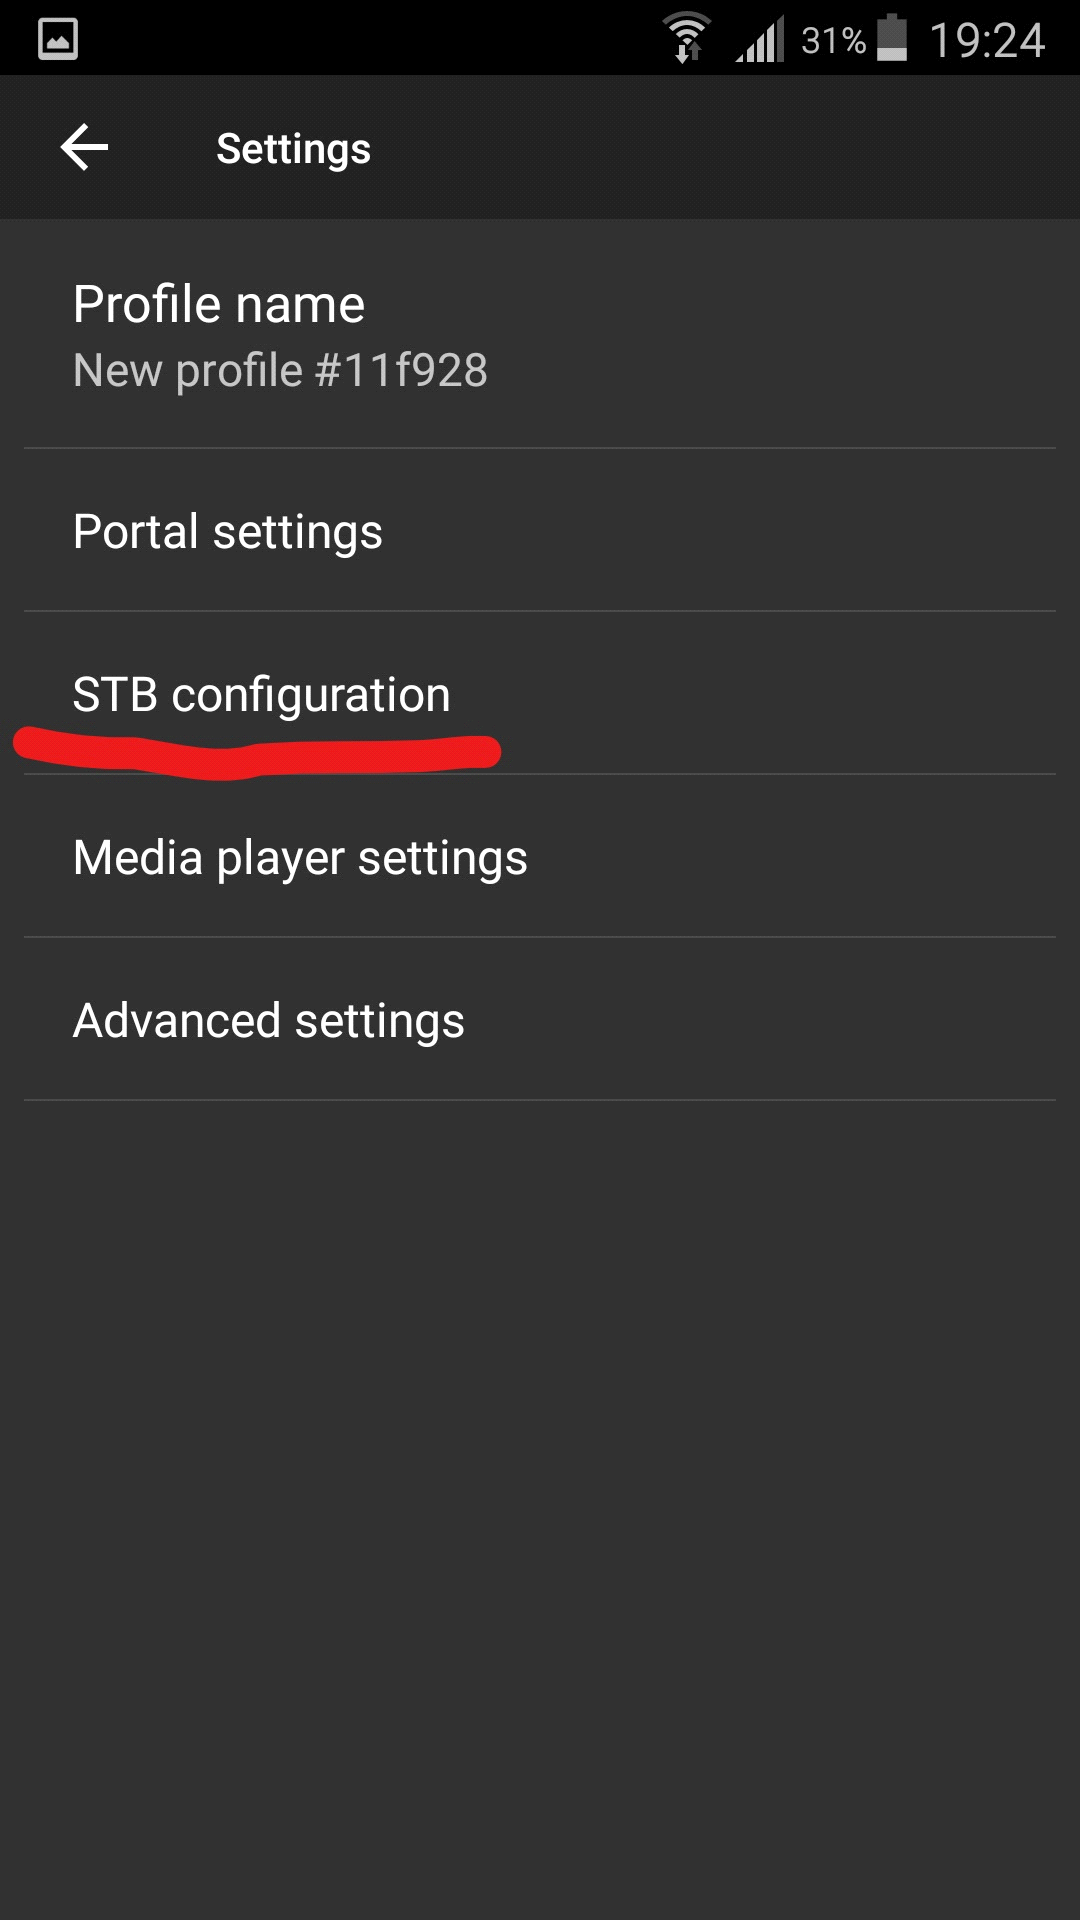 31% 19:24
Settings
Profile name
New profile #11f928
Portal settings
STB configuration
Media player settings
Advanced settings